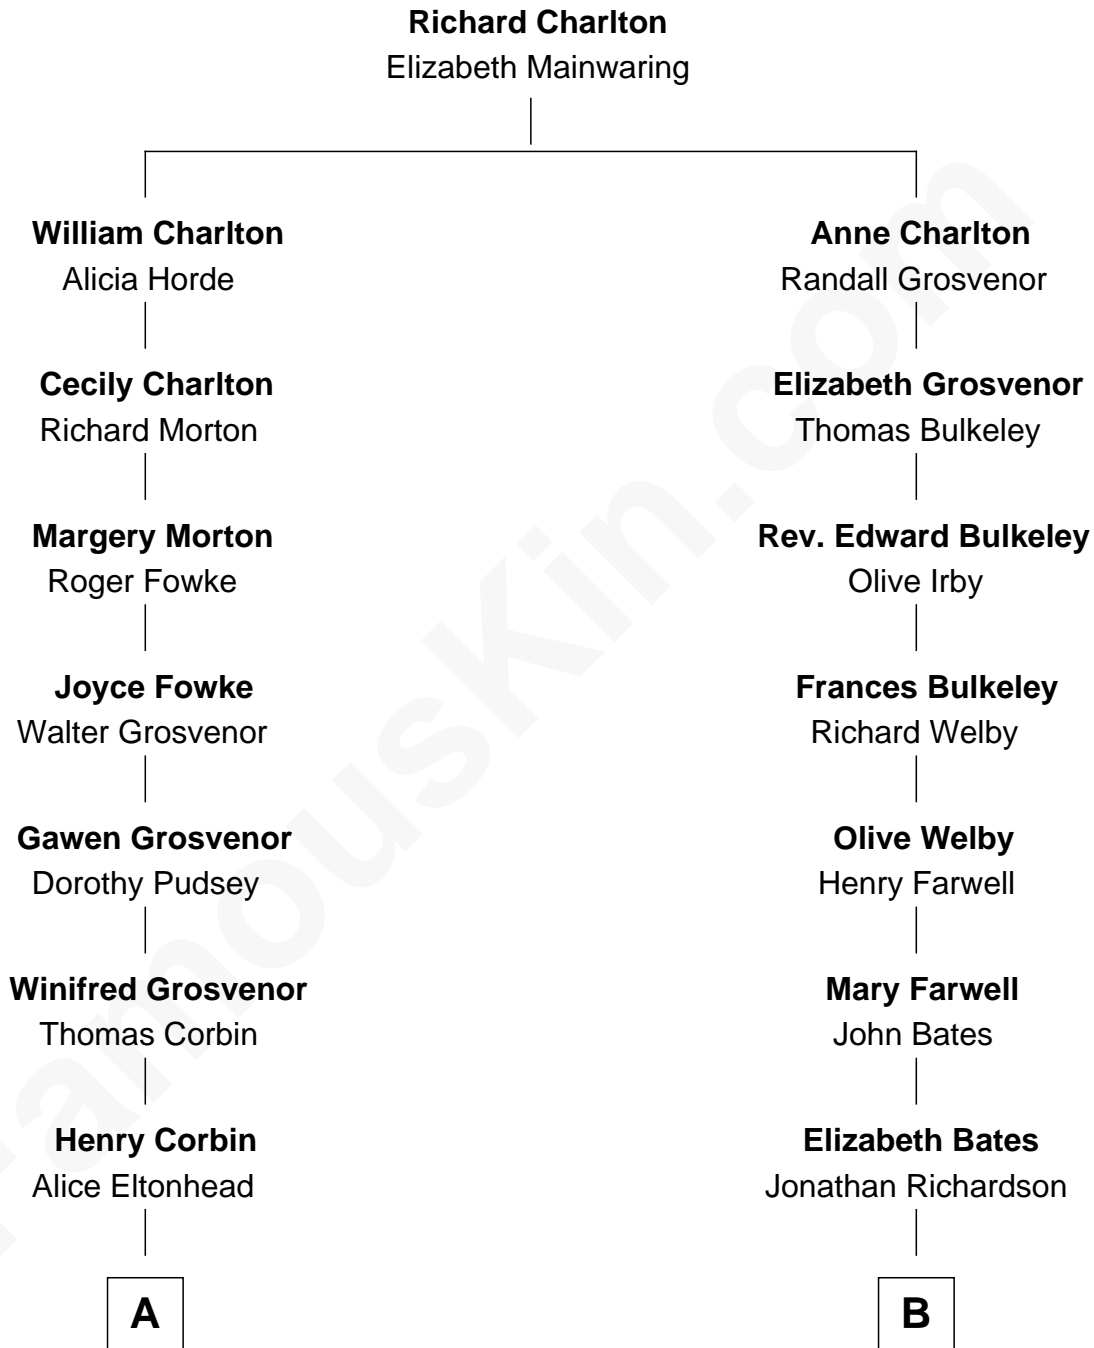 Richard Charlton
Elizabeth Mainwaring
William Charlton
Alicia Horde
Anne Charlton
Randall Grosvenor
Cecily Charlton
Richard Morton
Elizabeth Grosvenor
Thomas Bulkeley
Margery Morton
Roger Fowke
Rev. Edward Bulkeley
Olive Irby
Joyce Fowke
Walter Grosvenor
Frances Bulkeley
Richard Welby
Gawen Grosvenor
Dorothy Pudsey
Olive Welby
Henry Farwell
Winifred Grosvenor
Thomas Corbin
Mary Farwell
John Bates
Henry Corbin
Alice Eltonhead
Elizabeth Bates
Jonathan Richardson
A
B
FamousKin.com